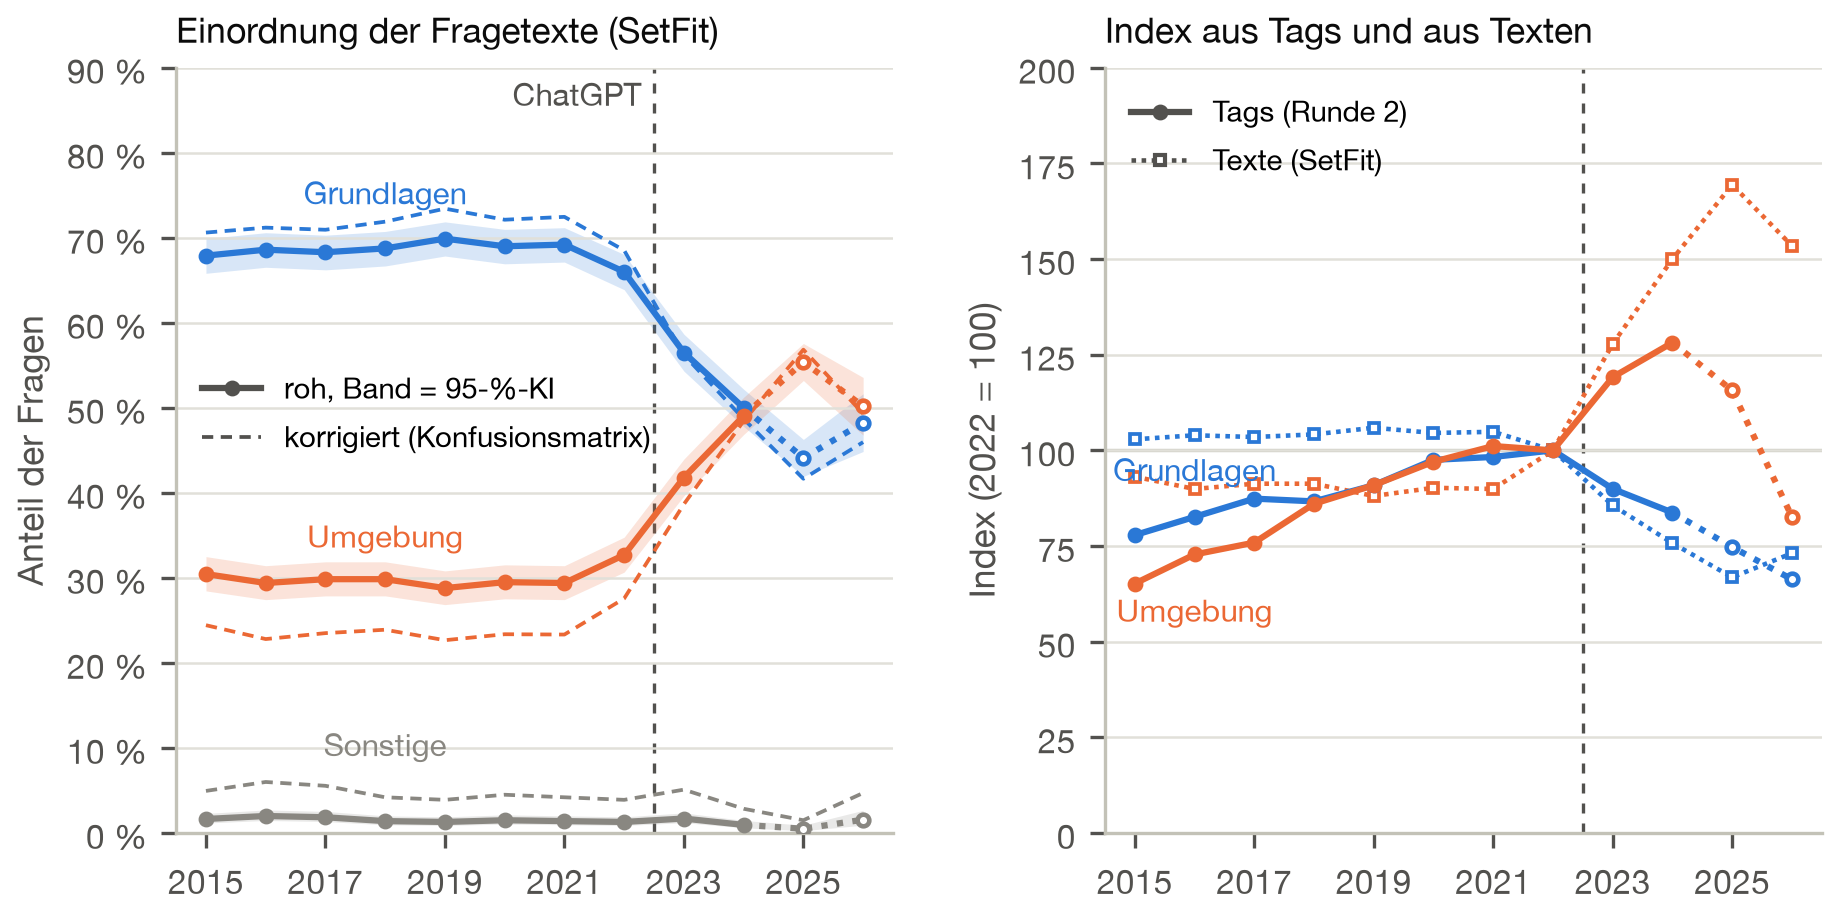 Einordnung der Fragetexte (SetFit)
Anteil der Fragen
90 %
80 %
70 %
60 %
50 %
40 %
30 %
20 %
10 %
0 %
ChatGPT
Grundlagen
roh, Band = 95-%-KI
korrigiert (Konfusionsmatrix)
Umgebung
Sonstige
2015 2017 2019 2021 2023 2025
Index aus Tags und aus Texten
Index (2022 = 100)
200
175
150
125
100
75
50
25
0
Tags (Runde 2)
Texte (SetFit)
Grundlagen
Umgebung
2015 2017 2019 2021 2023 2025